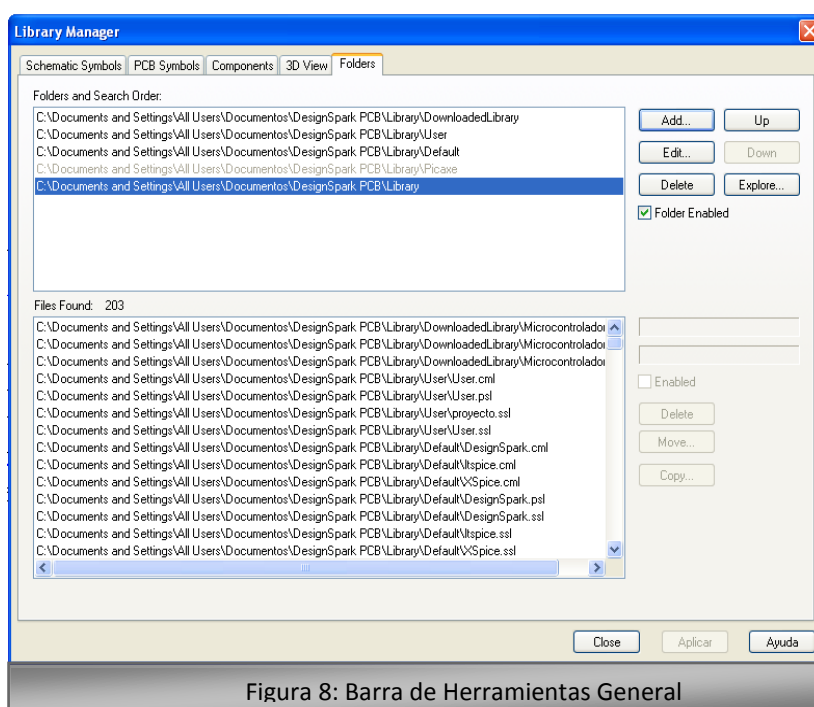 Library Manager
Schematic Symbols PCB Symbols Components 3D View Folders
Folders and Search Order:
C:\Documents and Settings\All Users\Documentos\DesignSpark PCB\Library\DownloadedLibrary
C:\Documents and Settings\All Users\Documentos\DesignSpark PCB\Library\User
C:\Documents and Settings\All Users\Documentos\DesignSpark PCB\Library\Default
C:\Documents and Settings\All Users\Documentos\DesignSpark PCB\Library\Picaxe
C:\Documents and Settings\All Users\Documentos\DesignSpark PCB\Library
Add... Up
Edit... Down
Delete Explore...
Folder Enabled
Files Found: 203
C:\Documents and Settings\All Users\Documentos\DesignSpark PCB\Library\DownloadedLibrary\Microcontrolador
C:\Documents and Settings\All Users\Documentos\DesignSpark PCB\Library\DownloadedLibrary\Microcontrolador
C:\Documents and Settings\All Users\Documentos\DesignSpark PCB\Library\DownloadedLibrary\Microcontrolador
C:\Documents and Settings\All Users\Documentos\DesignSpark PCB\Library\User\User.cml
C:\Documents and Settings\All Users\Documentos\DesignSpark PCB\Library\User\User.psl
C:\Documents and Settings\All Users\Documentos\DesignSpark PCB\Library\User\proyecto.ssl
C:\Documents and Settings\All Users\Documentos\DesignSpark PCB\Library\User\User.ssl
C:\Documents and Settings\All Users\Documentos\DesignSpark PCB\Library\Default\DesignSpark.cml
C:\Documents and Settings\All Users\Documentos\DesignSpark PCB\Library\Default\ltspice.cml
C:\Documents and Settings\All Users\Documentos\DesignSpark PCB\Library\Default\XSpice.cml
C:\Documents and Settings\All Users\Documentos\DesignSpark PCB\Library\Default\DesignSpark.psl
C:\Documents and Settings\All Users\Documentos\DesignSpark PCB\Library\Default\DesignSpark.ssl
C:\Documents and Settings\All Users\Documentos\DesignSpark PCB\Library\Default\ltspice.ssl
C:\Documents and Settings\All Users\Documentos\DesignSpark PCB\Library\Default\XSpice.ssl
Enabled
Delete
Move...
Copy...
Close Aplicar Ayuda
Figura 8: Barra de Herramientas General